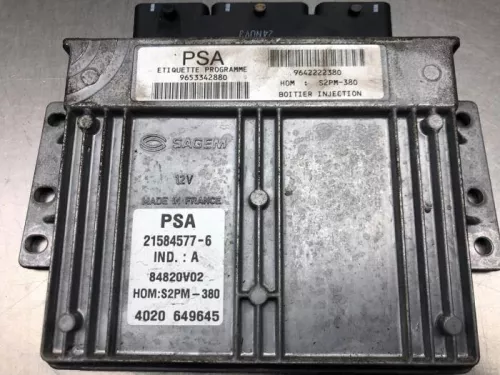 PSA
ETIQUETTE PROGRAMME
9653342880
9642222380
HOM : S2PM-380
BOITIER INJECTION
SAGEM
12V
MADE IN FRANCE
PSA
21584577-6
IND. : A
84820V02
HOM:S2PM-380
4020 649645